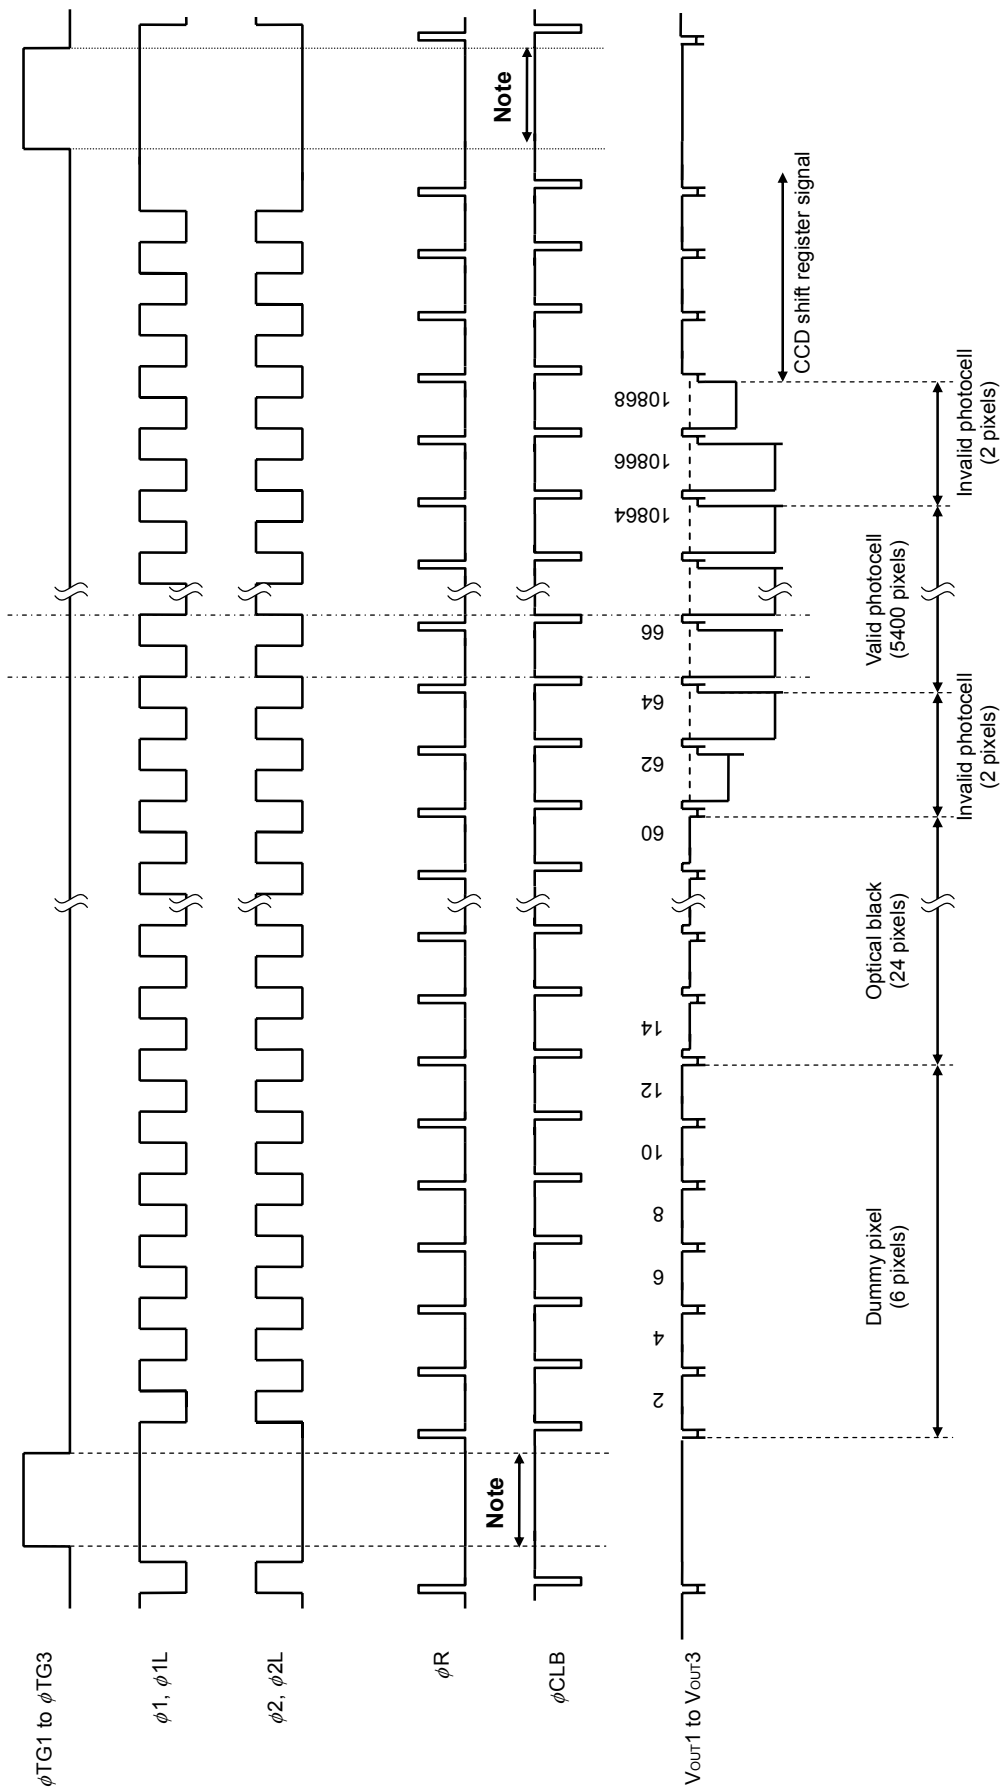 ϕTG1 to ϕTG3
ϕ1, ϕ1L
ϕ2, ϕ2L
ϕR
ϕCLB
VOUT1 to VOUT3
Note
Note
2
4
6
8
10
12
14
60
62
64
66
10864
10866
10868
CCD shift register signal
Dummy pixel
(6 pixels)
Optical black
(24 pixels)
Invalid photocell
(2 pixels)
Valid photocell
(5400 pixels)
Invalid photocell
(2 pixels)